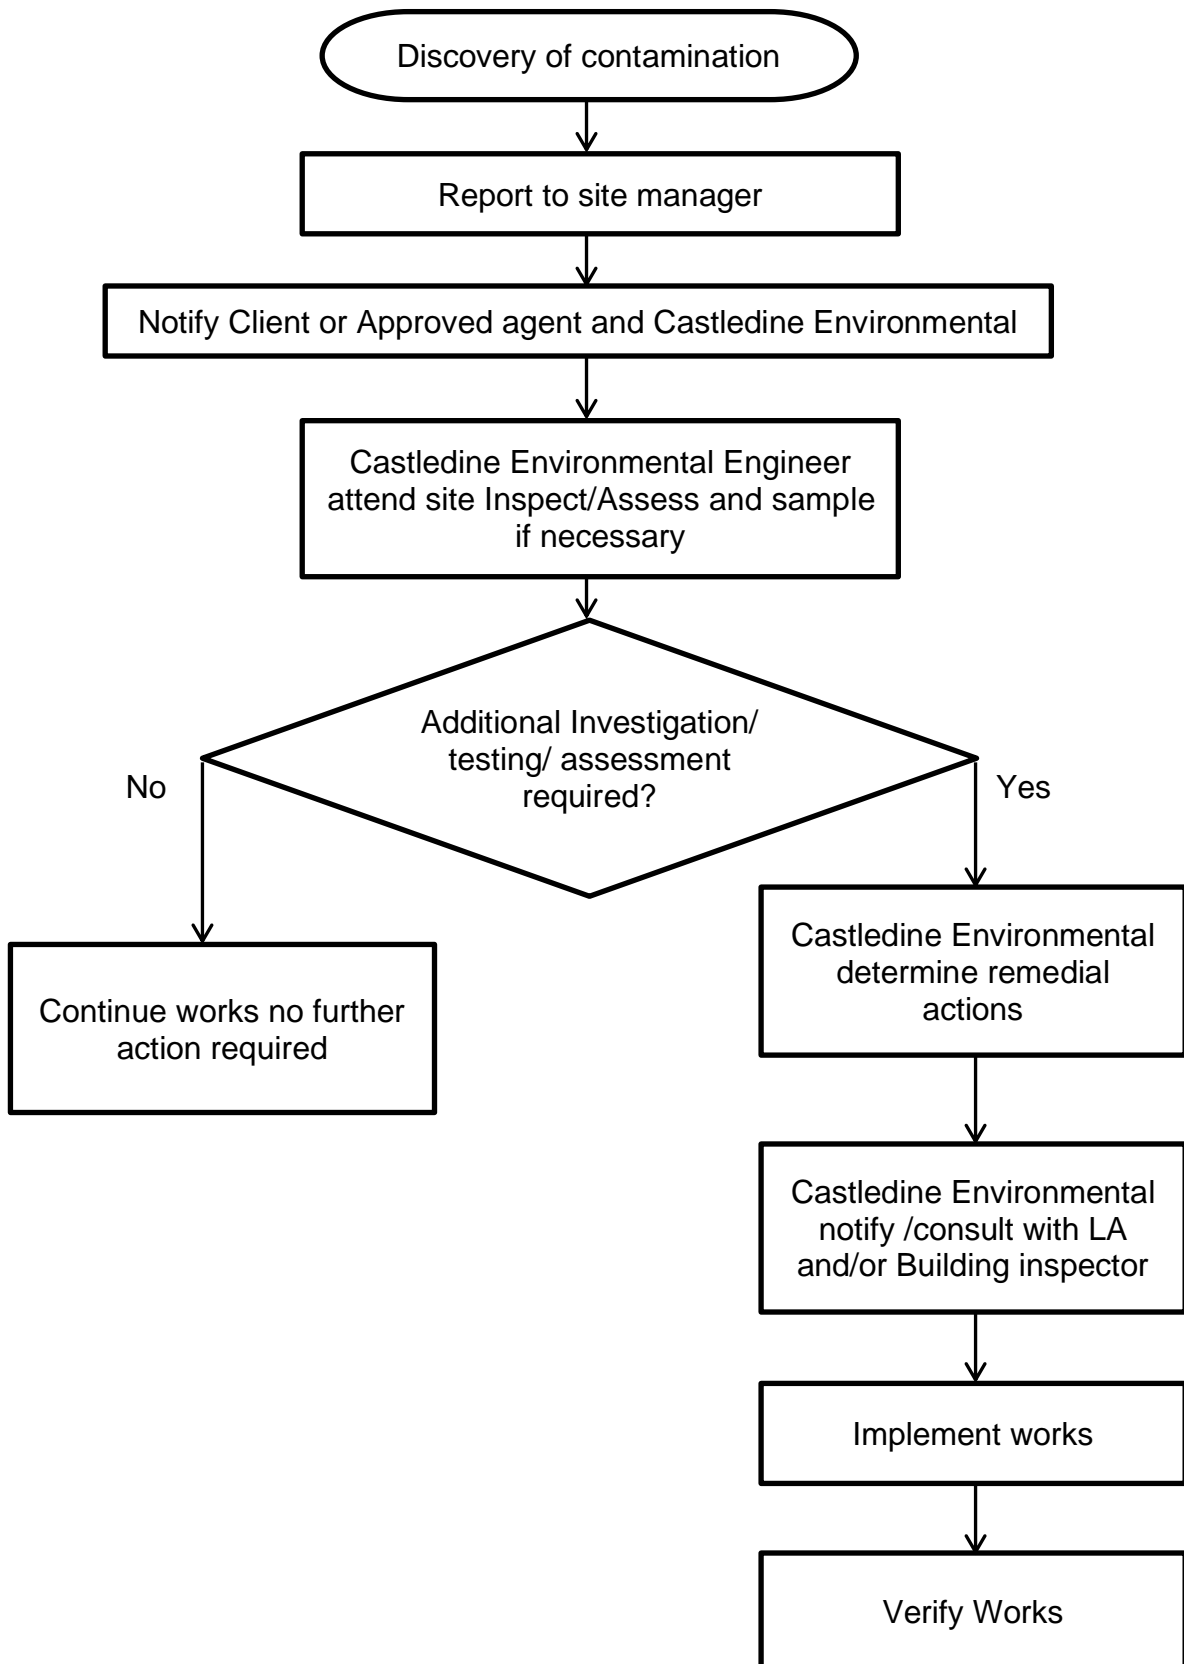 Discovery of contamination
Report to site manager
Notify Client or Approved agent and Castledine Environmental
Castledine Environmental Engineer
attend site Inspect/Assess and sample
if necessary
Additional Investigation/
testing/ assessment
required?
No
Yes
Continue works no further
action required
Castledine Environmental
determine remedial
actions
Castledine Environmental
notify /consult with LA
and/or Building inspector
Implement works
Verify Works